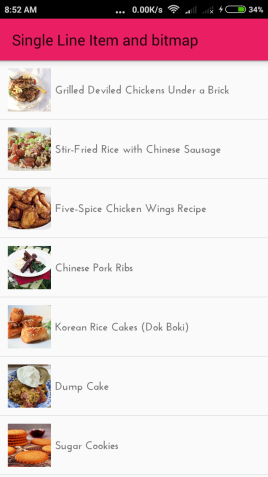 8:52 AM ... 0.00K/s 34%
Single Line Item and bitmap
Grilled Deviled Chickens Under a Brick
Stir-Fried Rice with Chinese Sausage
Five-Spice Chicken Wings Recipe
Chinese Pork Ribs
Korean Rice Cakes (Dok Boki)
Dump Cake
Sugar Cookies